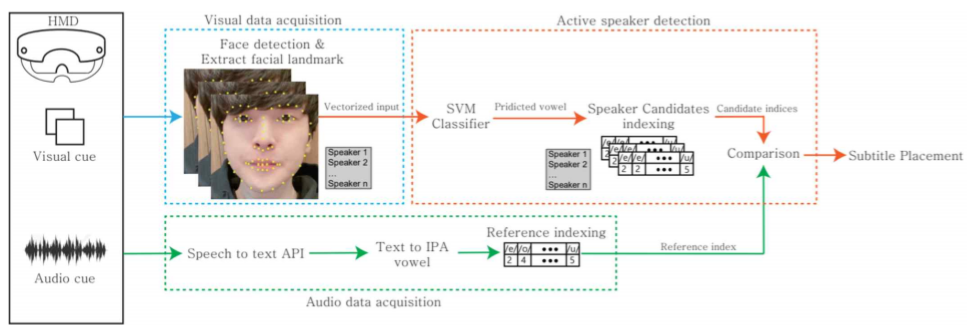 HMD
Visual cue
Audio cue
Visual data acquisition
Face detection &
Extract facial landmark
Vectorized input
Speaker 1
Speaker 2
...
Speaker n
Active speaker detection
SVM
Classifier
Pridicted vowel
Speaker Candidates
indexing
Speaker 1
Speaker 2
...
Speaker n
/e/ /e/ ••• /u/
2 2 ••• 5
Candidate indices
Comparison
Subtitle Placement
Speech to text API
Text to IPA
vowel
Reference indexing
/e/ /o/ ••• /u/
2 4 ••• 5
Reference index
Audio data acquisition